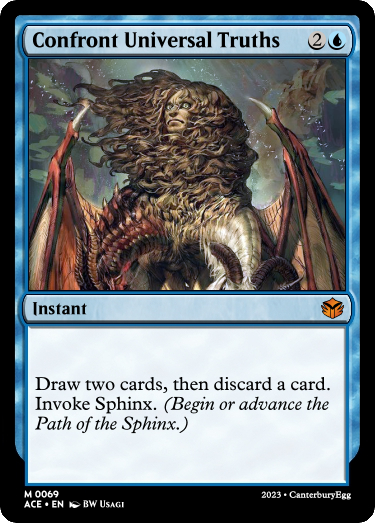 Confront Universal Truths 2
Instant
Draw two cards, then discard a card.
Invoke Sphinx. (Begin or advance the
Path of the Sphinx.)
M 0069
ACE • EN BW Usagi
2023 • CanterburyEgg